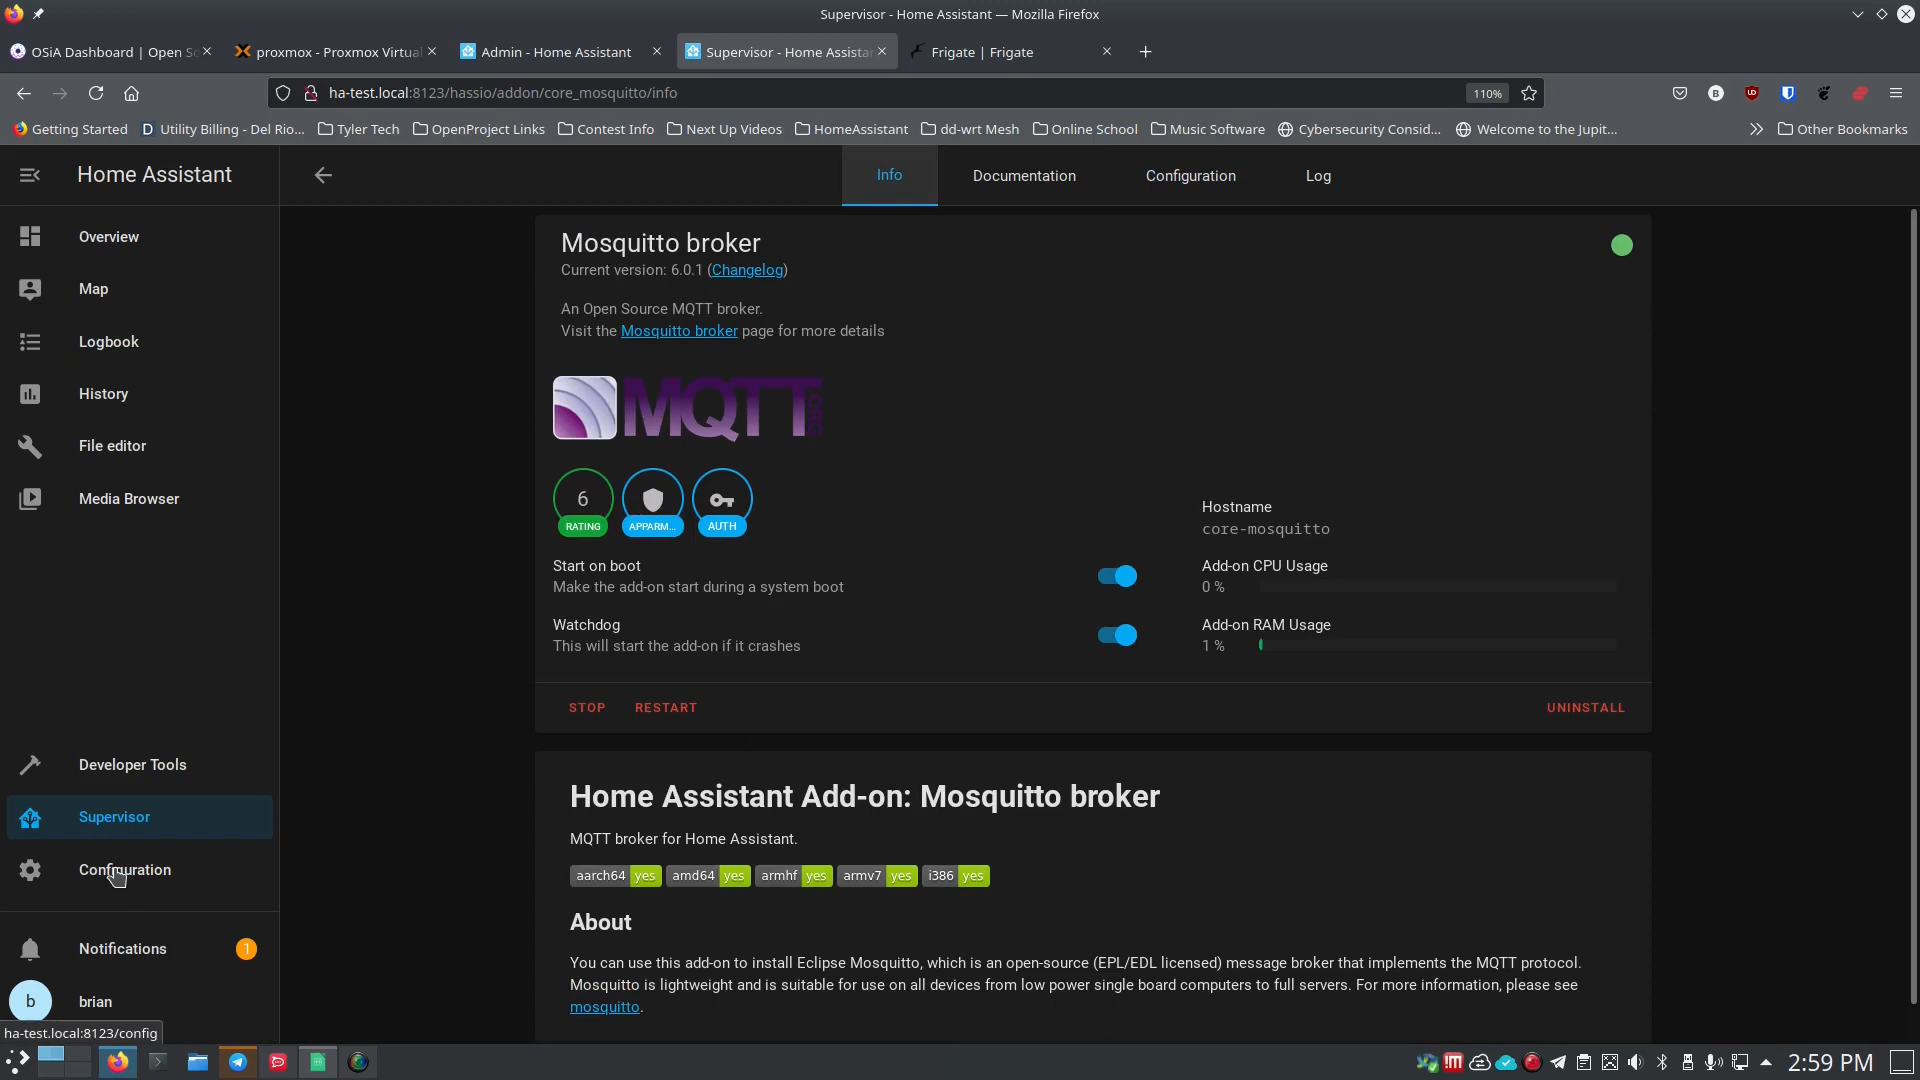 Supervisor - Home Assistant — Mozilla Firefox
OSiA Dashboard | Open Sc
proxmox - Proxmox Virtual
Admin - Home Assistant
Supervisor - Home Assistan
Frigate | Frigate
ha-test.local:8123/hassio/addon/core_mosquitto/info
110%
Getting Started
Utility Billing - Del Rio...
Tyler Tech
OpenProject Links
Contest Info
Next Up Videos
HomeAssistant
dd-wrt Mesh
Online School
Music Software
Cybersecurity Consid...
Welcome to the Jupit...
Other Bookmarks
Home Assistant
Info
Documentation
Configuration
Log
Overview
Map
Logbook
History
File editor
Media Browser
Developer Tools
Supervisor
Configuration
Notifications
1
b
brian
ha-test.local:8123/config
Mosquitto broker
Current version: 6.0.1 (Changelog)
An Open Source MQTT broker.
Visit the Mosquitto broker page for more details
MQTT.ORG
6
RATING
APPARM...
AUTH
Hostname
core-mosquitto
Start on boot
Make the add-on start during a system boot
Add-on CPU Usage
0 %
Watchdog
This will start the add-on if it crashes
Add-on RAM Usage
1 %
STOP
RESTART
UNINSTALL
Home Assistant Add-on: Mosquitto broker
MQTT broker for Home Assistant.
aarch64 yes
amd64 yes
armhf yes
armv7 yes
i386 yes
About
You can use this add-on to install Eclipse Mosquitto, which is an open-source (EPL/EDL licensed) message broker that implements the MQTT protocol.
Mosquitto is lightweight and is suitable for use on all devices from low power single board computers to full servers. For more information, please see
mosquitto.
2:59 PM